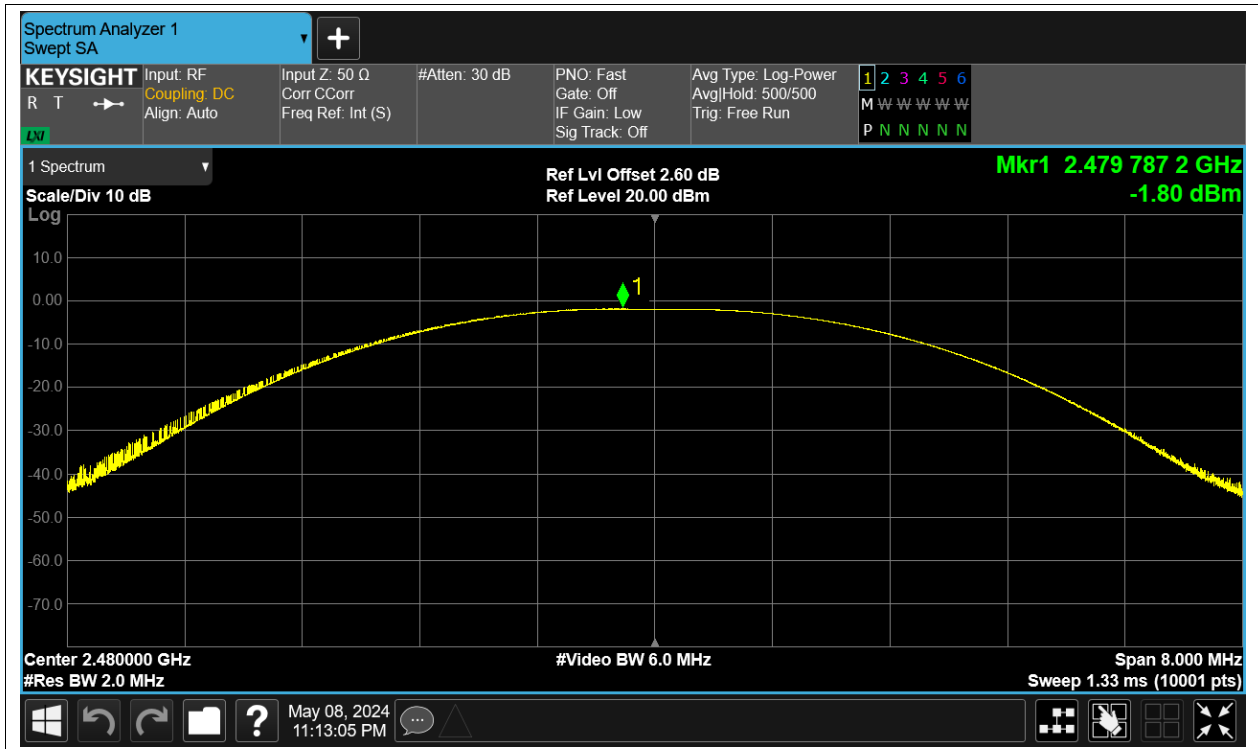 Spectrum Analyzer 1
Swept SA
+
KEYSIGHT
R T
LXI
Input: RF
Coupling: DC
Align: Auto
Input Z: 50 Ω
Corr CCorr
Freq Ref: Int (S)
#Atten: 30 dB
PNO: Fast
Gate: Off
IF Gain: Low
Sig Track: Off
Avg Type: Log-Power
Avg|Hold: 500/500
Trig: Free Run
1 2 3 4 5 6
M W W W W W
P N N N N N
1 Spectrum
Scale/Div 10 dB
Log
Ref Lvl Offset 2.60 dB
Ref Level 20.00 dBm
Mkr1 2.479 787 2 GHz
-1.80 dBm
1
10.0
0.00
-10.0
-20.0
-30.0
-40.0
-50.0
-60.0
-70.0
Center 2.480000 GHz
#Res BW 2.0 MHz
#Video BW 6.0 MHz
Span 8.000 MHz
Sweep 1.33 ms (10001 pts)
?
May 08, 2024
11:13:05 PM